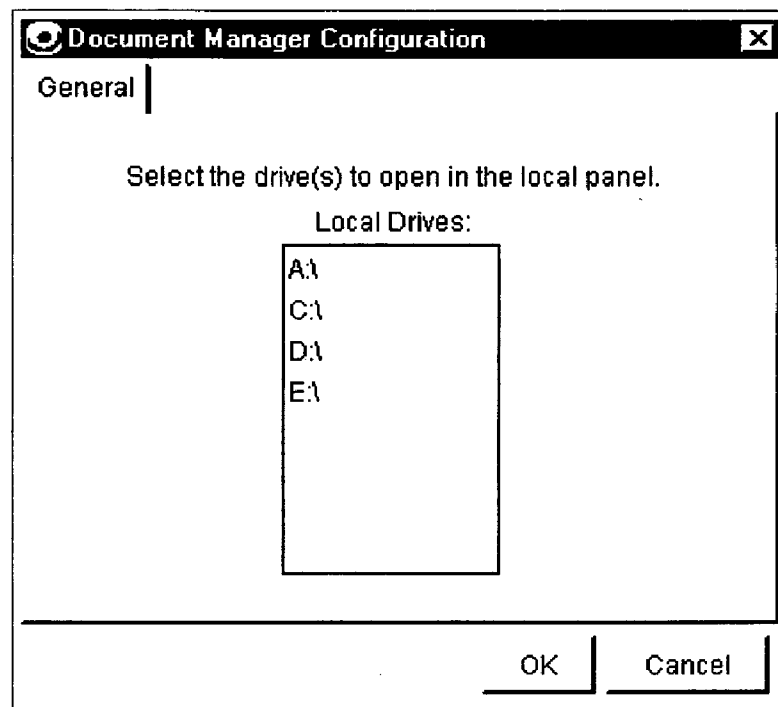 Document Manager Configuration
General
Select the drive(s) to open in the local panel.
Local Drives:
A:\
C:\
D:\
E:\
OK Cancel